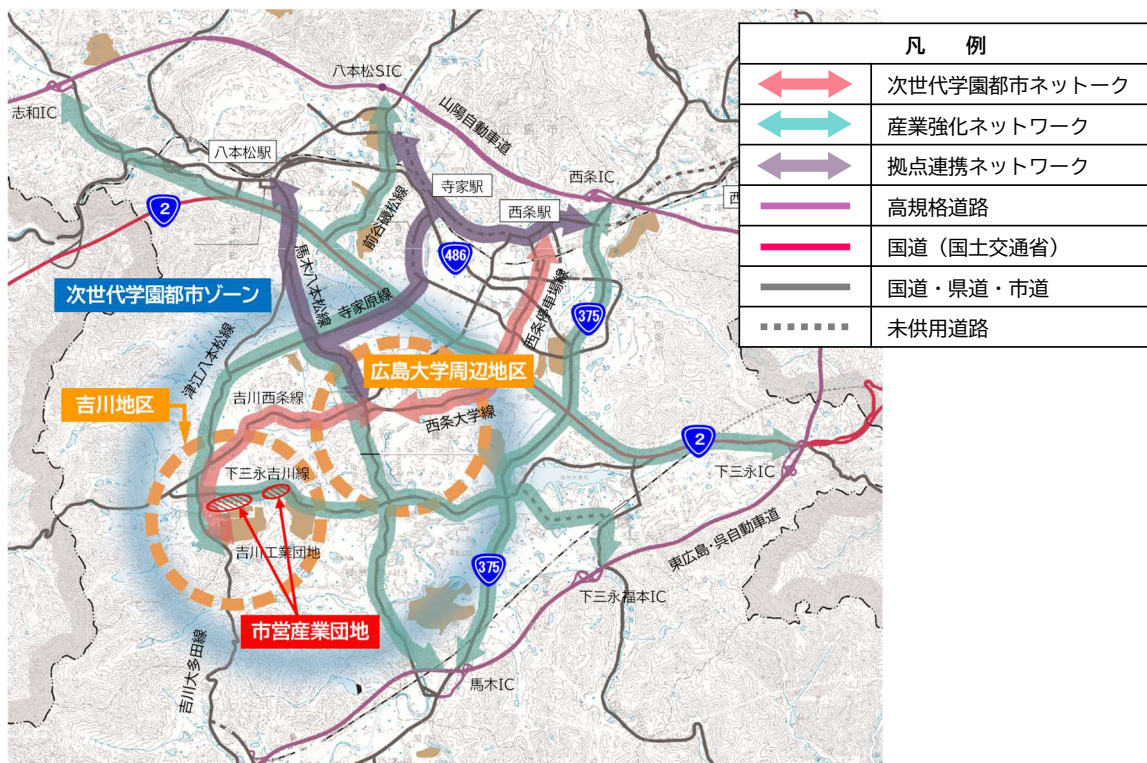 凡 例
次世代学園都市ネットーク
産業強化ネットワーク
拠点連携ネットワーク
高規格道路
国道（国土交通省）
国道・県道・市道
未供用道路
志和IC
八本松SIC
山陽自動車道
八本松駅
寺家駅
西条IC
西条駅
西
2
486
375
前谷磯松線
馬木八本松線
寺家原線
西条停車場線
次世代学園都市ゾーン
津江八本松線
広島大学周辺地区
吉川地区
吉川西条線
西条大学線
2
下三永IC
下三永吉川線
吉川工業団地
東広島・呉自動車道
375
下三永福本IC
市営産業団地
吉川大多田線
馬木IC